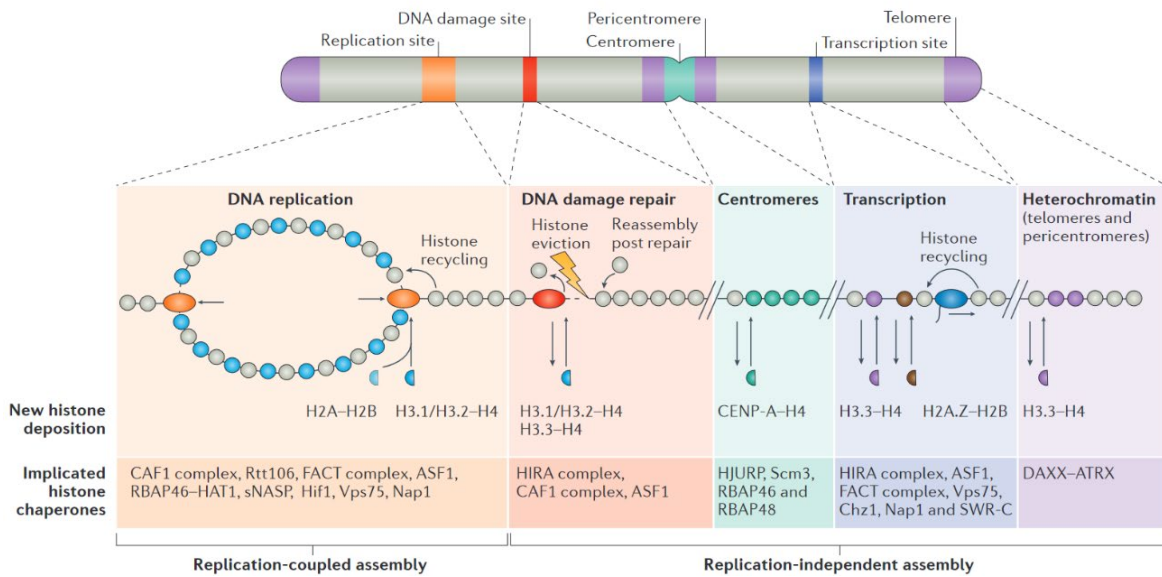 DNA damage site
Replication site
Pericentromere
Centromere
Telomere
Transcription site
DNA replication
Histone
recycling
H2A–H2B
H3.1/H3.2–H4
DNA damage repair
Histone
eviction
Reassembly
post repair
H3.1/H3.2–H4
H3.3–H4
Centromeres
CENP-A–H4
Transcription
Histone
recycling
H3.3–H4
H2A.Z–H2B
Heterochromatin
(telomeres and
pericentromeres)
H3.3–H4
New histone
deposition
Implicated
histone
chaperones
CAF1 complex, Rtt106, FACT complex, ASF1,
RBAP46–HAT1, sNASP, Hif1, Vps75, Nap1
HIRA complex,
CAF1 complex, ASF1
HJURP, Scm3,
RBAP46 and
RBAP48
HIRA complex, ASF1,
FACT complex, Vps75,
Chz1, Nap1 and SWR-C
DAXX–ATRX
Replication-coupled assembly
Replication-independent assembly